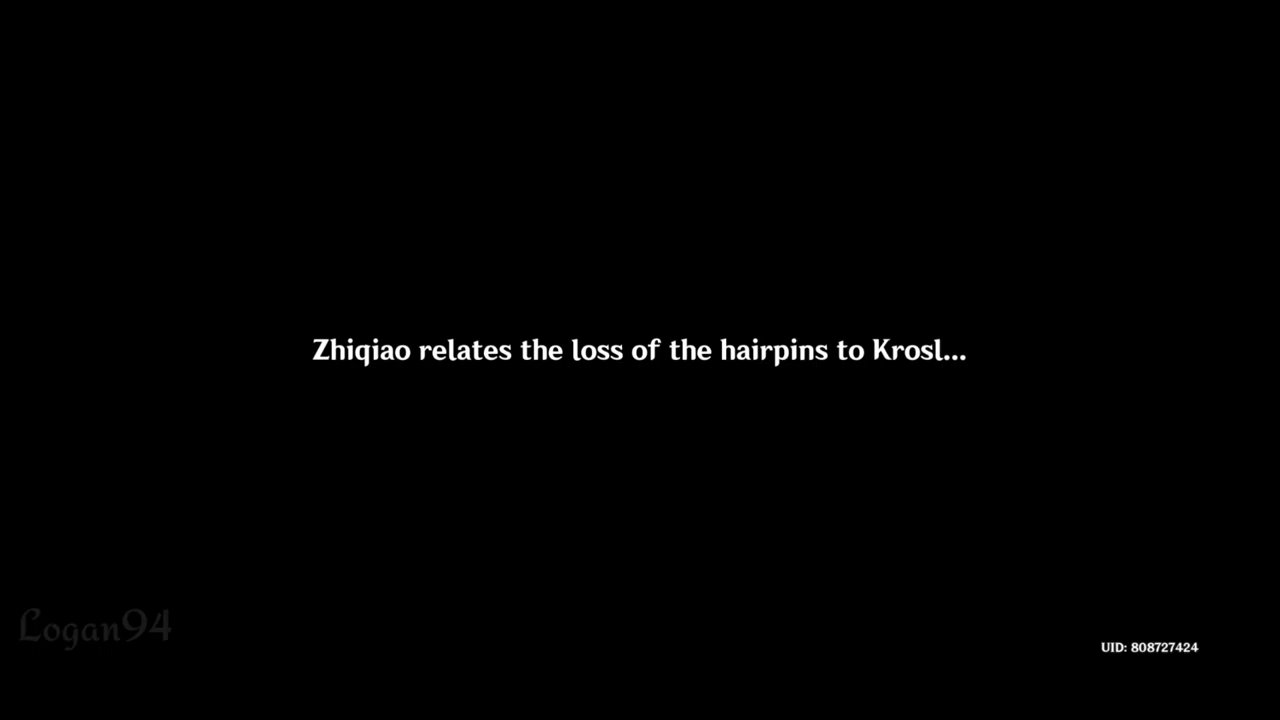 Zhiqiao relates the loss of the hairpins to Krosl...
Logan94
UID: 808727424